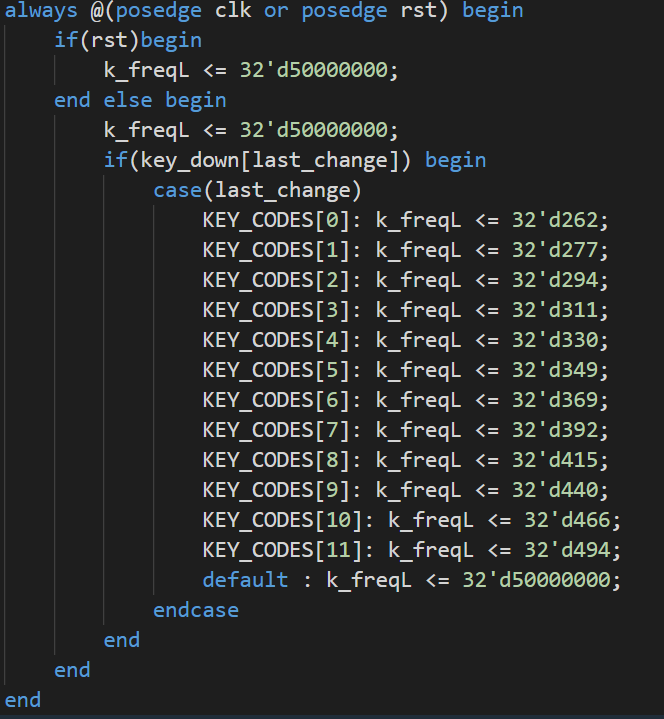 always @(posedge clk or posedge rst) begin
    if(rst)begin
        k_freqL <= 32'd50000000;
    end else begin
        k_freqL <= 32'd50000000;
        if(key_down[last_change]) begin
            case(last_change)
                KEY_CODES[0]: k_freqL <= 32'd262;
                KEY_CODES[1]: k_freqL <= 32'd277;
                KEY_CODES[2]: k_freqL <= 32'd294;
                KEY_CODES[3]: k_freqL <= 32'd311;
                KEY_CODES[4]: k_freqL <= 32'd330;
                KEY_CODES[5]: k_freqL <= 32'd349;
                KEY_CODES[6]: k_freqL <= 32'd369;
                KEY_CODES[7]: k_freqL <= 32'd392;
                KEY_CODES[8]: k_freqL <= 32'd415;
                KEY_CODES[9]: k_freqL <= 32'd440;
                KEY_CODES[10]: k_freqL <= 32'd466;
                KEY_CODES[11]: k_freqL <= 32'd494;
                default : k_freqL <= 32'd50000000;
            endcase
        end
    end
end